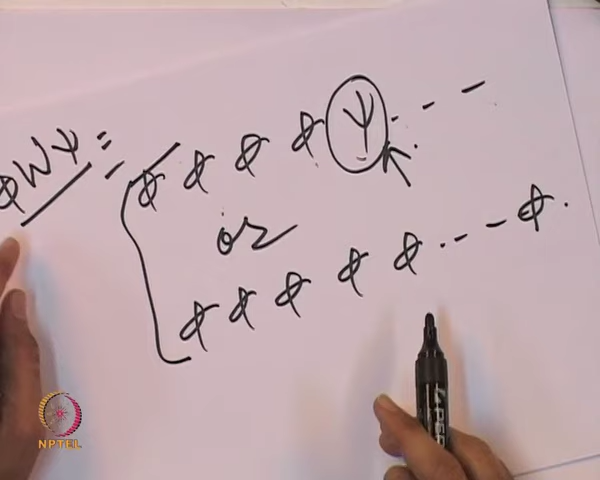 ϕWψ = ϕ ϕ ϕ ϕ ψ · - -
or
ϕ ϕ ϕ ϕ ϕ · - - ϕ .
NPTEL